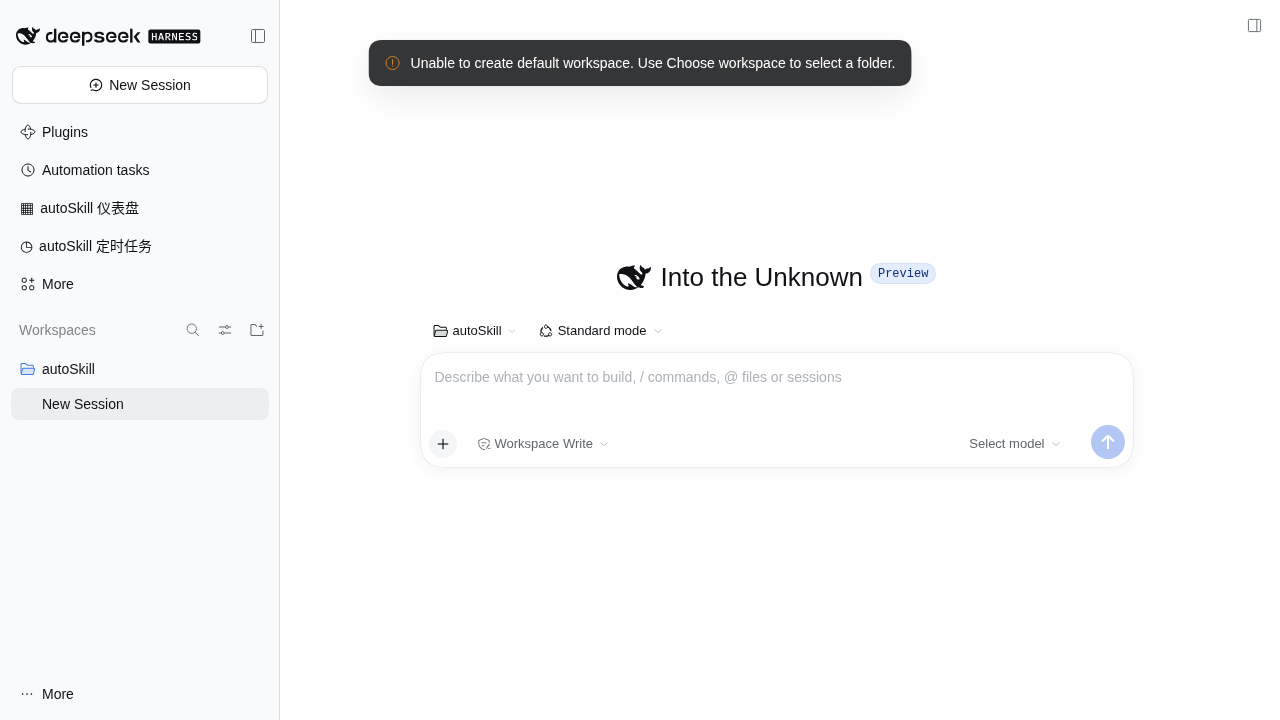 deepseek HARNESS
New Session
Plugins
Automation tasks
autoSkill 仪表盘
autoSkill 定时任务
More
Workspaces
autoSkill
New Session
More
Unable to create default workspace. Use Choose workspace to select a folder.
Into the Unknown Preview
autoSkill Standard mode
Describe what you want to build, / commands, @ files or sessions
Workspace Write Select model